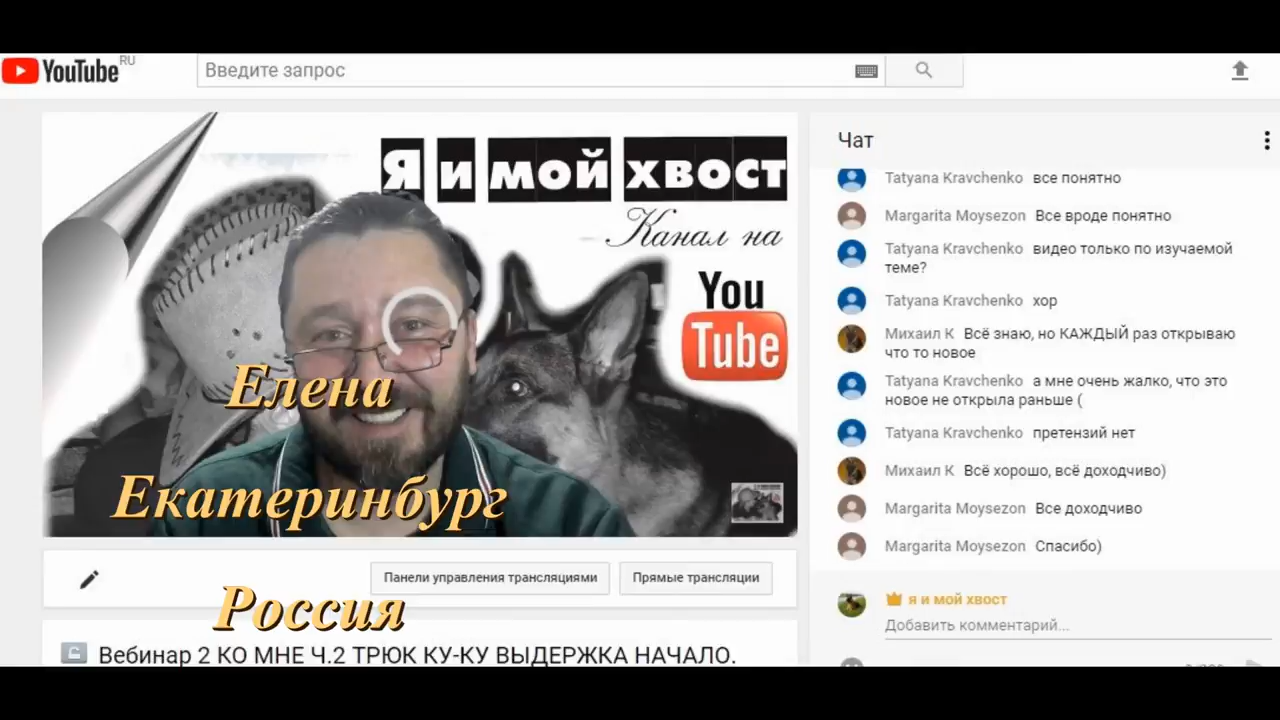 YouTube RU
Введите запрос
Я и мой хвост
Канал на
You
Tube
Елена
Екатеринбург
Россия
Панели управления трансляциями
Прямые трансляции
Вебинар 2 КО МНЕ Ч.2 ТРЮК КУ-КУ ВЫДЕРЖКА НАЧАЛО.
Чат
Tatyana Kravchenko все понятно
Margarita Moysezon Все вроде понятно
Tatyana Kravchenko видео только по изучаемой
теме?
Tatyana Kravchenko хор
Михаил К Всё знаю, но КАЖДЫЙ раз открываю
что то новое
Tatyana Kravchenko а мне очень жалко, что это
новое не открыла раньше (
Tatyana Kravchenko претензий нет
Михаил К Всё хорошо, всё доходчиво)
Margarita Moysezon Все доходчиво
Margarita Moysezon Спасибо)
я и мой хвост
Добавить комментарий...